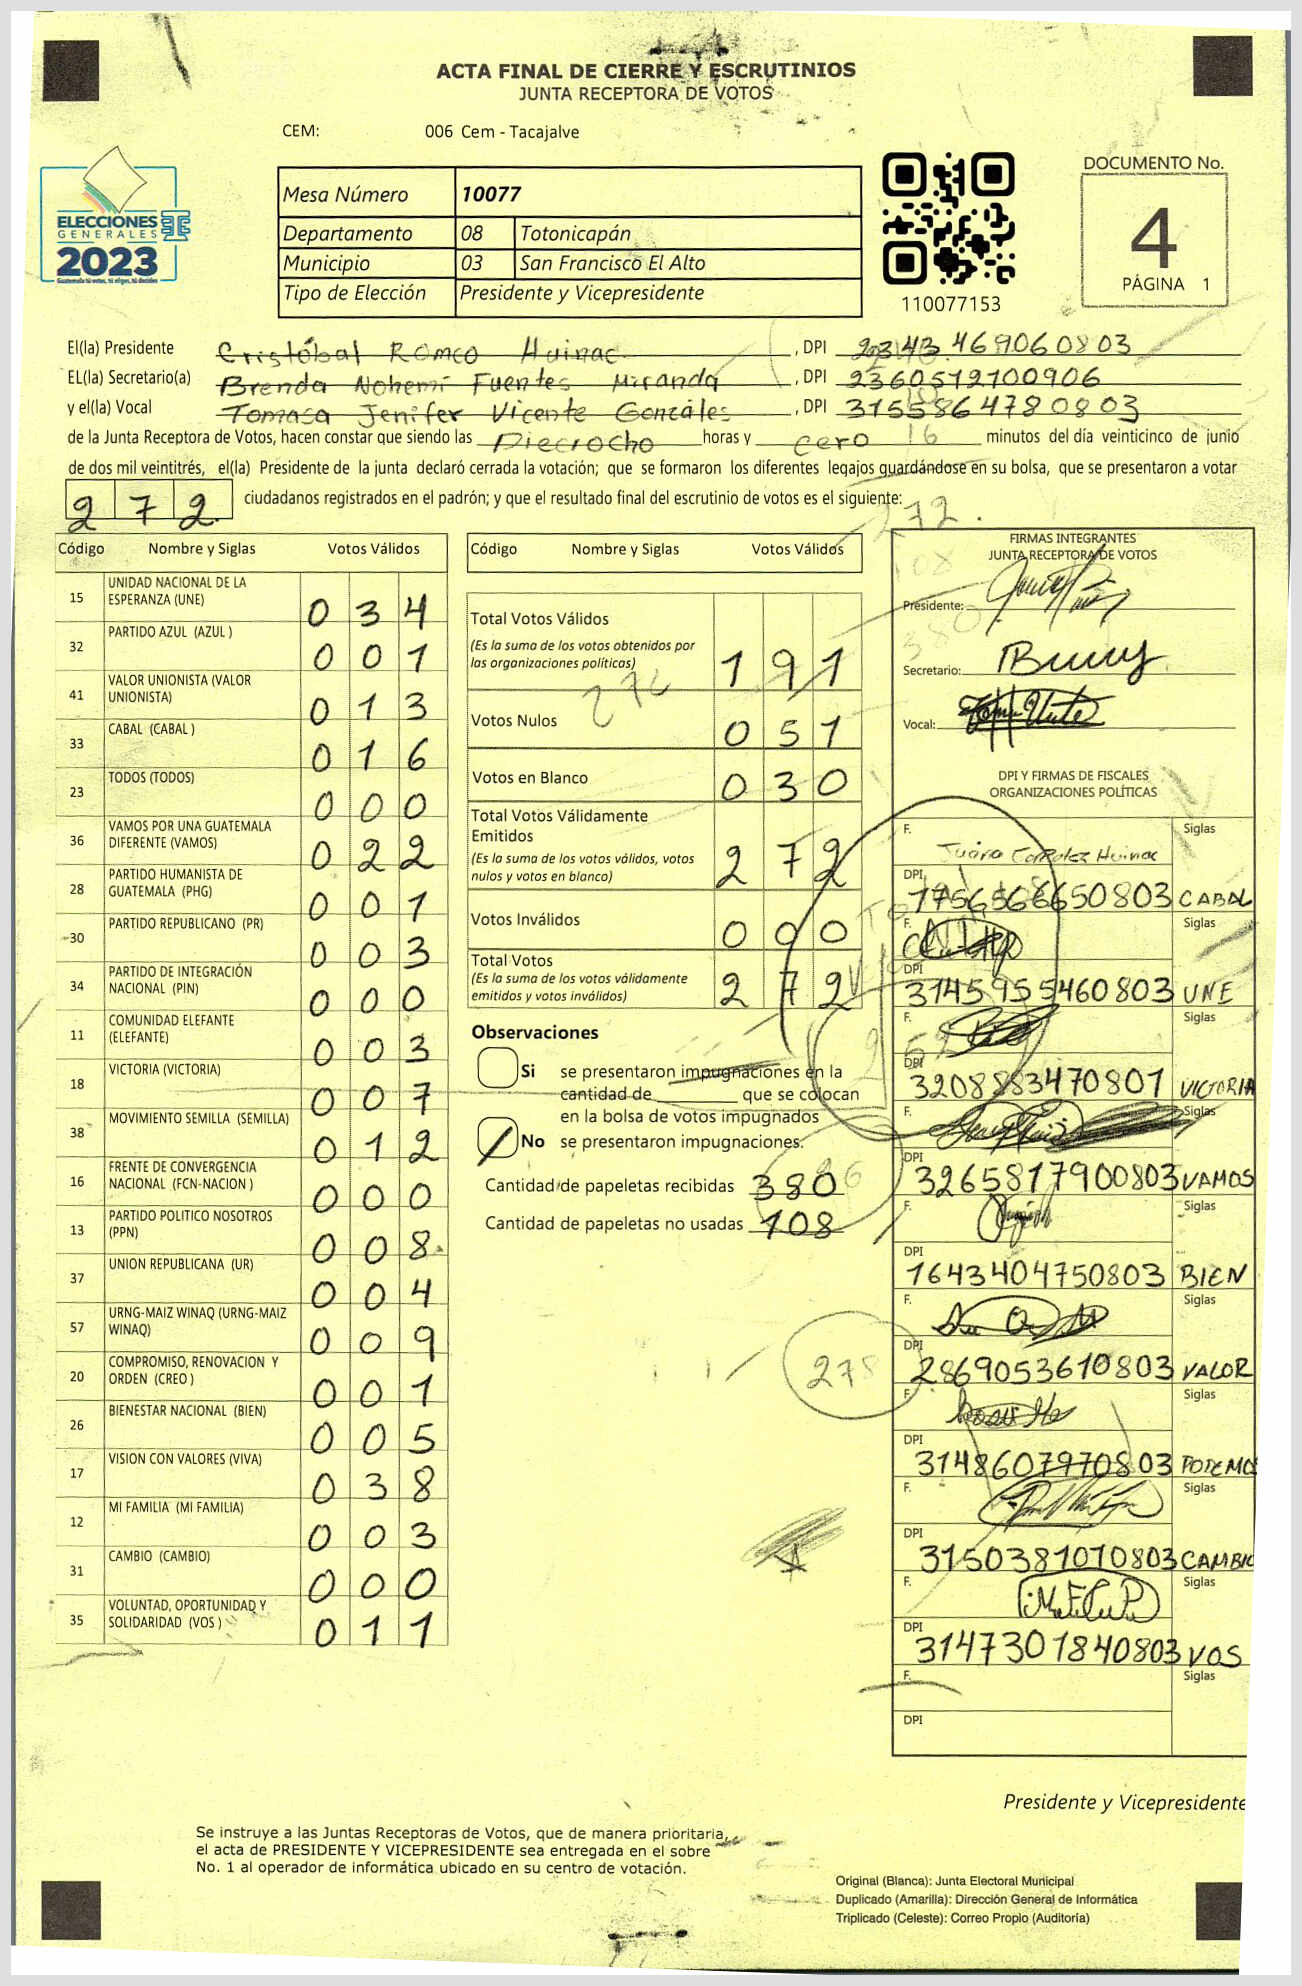 ACTA FINAL DE CIERRE Y ESCRUTINIOS
JUNTA RECEPTORA DE VOTOS
CEM: 006 Cem - Tacajalve
ELECCIONES
GENERALES
2023
Mesa Número 10077
Departamento 08 Totonicapán
Municipio 03 San Francisco El Alto
Tipo de Elección Presidente y Vicepresidente
110077153
DOCUMENTO No.
4
PÁGINA 1
El(la) Presidente Cristóbal Romeo Huinac, DPI 2343 469060803
EL(la) Secretario(a) Brenda Nohemí Fuentes Miranda, DPI 2360512100906
y el(la) Vocal Tomasa Jenifer Vicente Gonzáles, DPI 3155864780803
de la Junta Receptora de Votos, hacen constar que siendo las Dieciocho horas y cero minutos del día veinticinco de junio
de dos mil veintitrés, el(la) Presidente de la junta declaró cerrada la votación; que se formaron los diferentes legajos guardándose en su bolsa, que se presentaron a votar
272 ciudadanos registrados en el padrón; y que el resultado final del escrutinio de votos es el siguiente:
272.
Código Nombre y Siglas Votos Válidos
15 UNIDAD NACIONAL DE LA ESPERANZA (UNE) 034
32 PARTIDO AZUL (AZUL ) 001
41 VALOR UNIONISTA (VALOR UNIONISTA) 013
33 CABAL (CABAL ) 016
23 TODOS (TODOS) 000
36 VAMOS POR UNA GUATEMALA DIFERENTE (VAMOS) 022
28 PARTIDO HUMANISTA DE GUATEMALA (PHG) 001
30 PARTIDO REPUBLICANO (PR) 003
34 PARTIDO DE INTEGRACIÓN NACIONAL (PIN) 000
11 COMUNIDAD ELEFANTE (ELEFANTE) 003
18 VICTORIA (VICTORIA) 007
38 MOVIMIENTO SEMILLA (SEMILLA) 012
16 FRENTE DE CONVERGENCIA NACIONAL (FCN-NACION ) 000
13 PARTIDO POLITICO NOSOTROS (PPN) 008
37 UNION REPUBLICANA (UR) 004
57 URNG-MAIZ WINAQ (URNG-MAIZ WINAQ) 009
20 COMPROMISO, RENOVACION Y ORDEN (CREO ) 001
26 BIENESTAR NACIONAL (BIEN) 005
17 VISION CON VALORES (VIVA) 038
12 MI FAMILIA (MI FAMILIA) 003
31 CAMBIO (CAMBIO) 000
35 VOLUNTAD, OPORTUNIDAD Y SOLIDARIDAD (VOS ) 011
Código Nombre y Siglas Votos Válidos
Total Votos Válidos 191
(Es la suma de los votos obtenidos por
las organizaciones políticas)
Votos Nulos 051
Votos en Blanco 030
Total Votos Válidamente
Emitidos 272
(Es la suma de los votos válidos, votos
nulos y votos en blanco)
Votos Inválidos 000
Total Votos 272
(Es la suma de los votos válidamente
emitidos y votos inválidos)
Observaciones
Si se presentaron impugnaciones en la
cantidad de que se colocan
en la bolsa de votos impugnados
No se presentaron impugnaciones.
Cantidad de papeletas recibidas 380
Cantidad de papeletas no usadas 108
278
FIRMAS INTEGRANTES
JUNTA RECEPTORA DE VOTOS
Presidente:
Secretario:
Vocal:
DPI Y FIRMAS DE FISCALES
ORGANIZACIONES POLÍTICAS
F. Juana González Huinac Siglas
DPI 1756566650803 CABAL
F. Siglas
DPI 3145955460803 UNE
F. Siglas
DPI 3208883470801 VICTORIA
F. Siglas
DPI 3265817900803 VAMOS
F. Siglas
DPI 1643404750803 BIEN
F. Siglas
DPI 2869053610803 VALOR
F. Siglas
DPI 3148607970803 PODEMOS
F. Siglas
DPI 3150381010803 CAMBIO
F. Siglas
DPI 3147301840803 VOS
F. Siglas
DPI
Presidente y Vicepresidente
Se instruye a las Juntas Receptoras de Votos, que de manera prioritaria,
el acta de PRESIDENTE Y VICEPRESIDENTE sea entregada en el sobre
No. 1 al operador de informática ubicado en su centro de votación.
Original (Blanca): Junta Electoral Municipal
Duplicado (Amarilla): Dirección General de Informática
Triplicado (Celeste): Correo Propio (Auditoría)